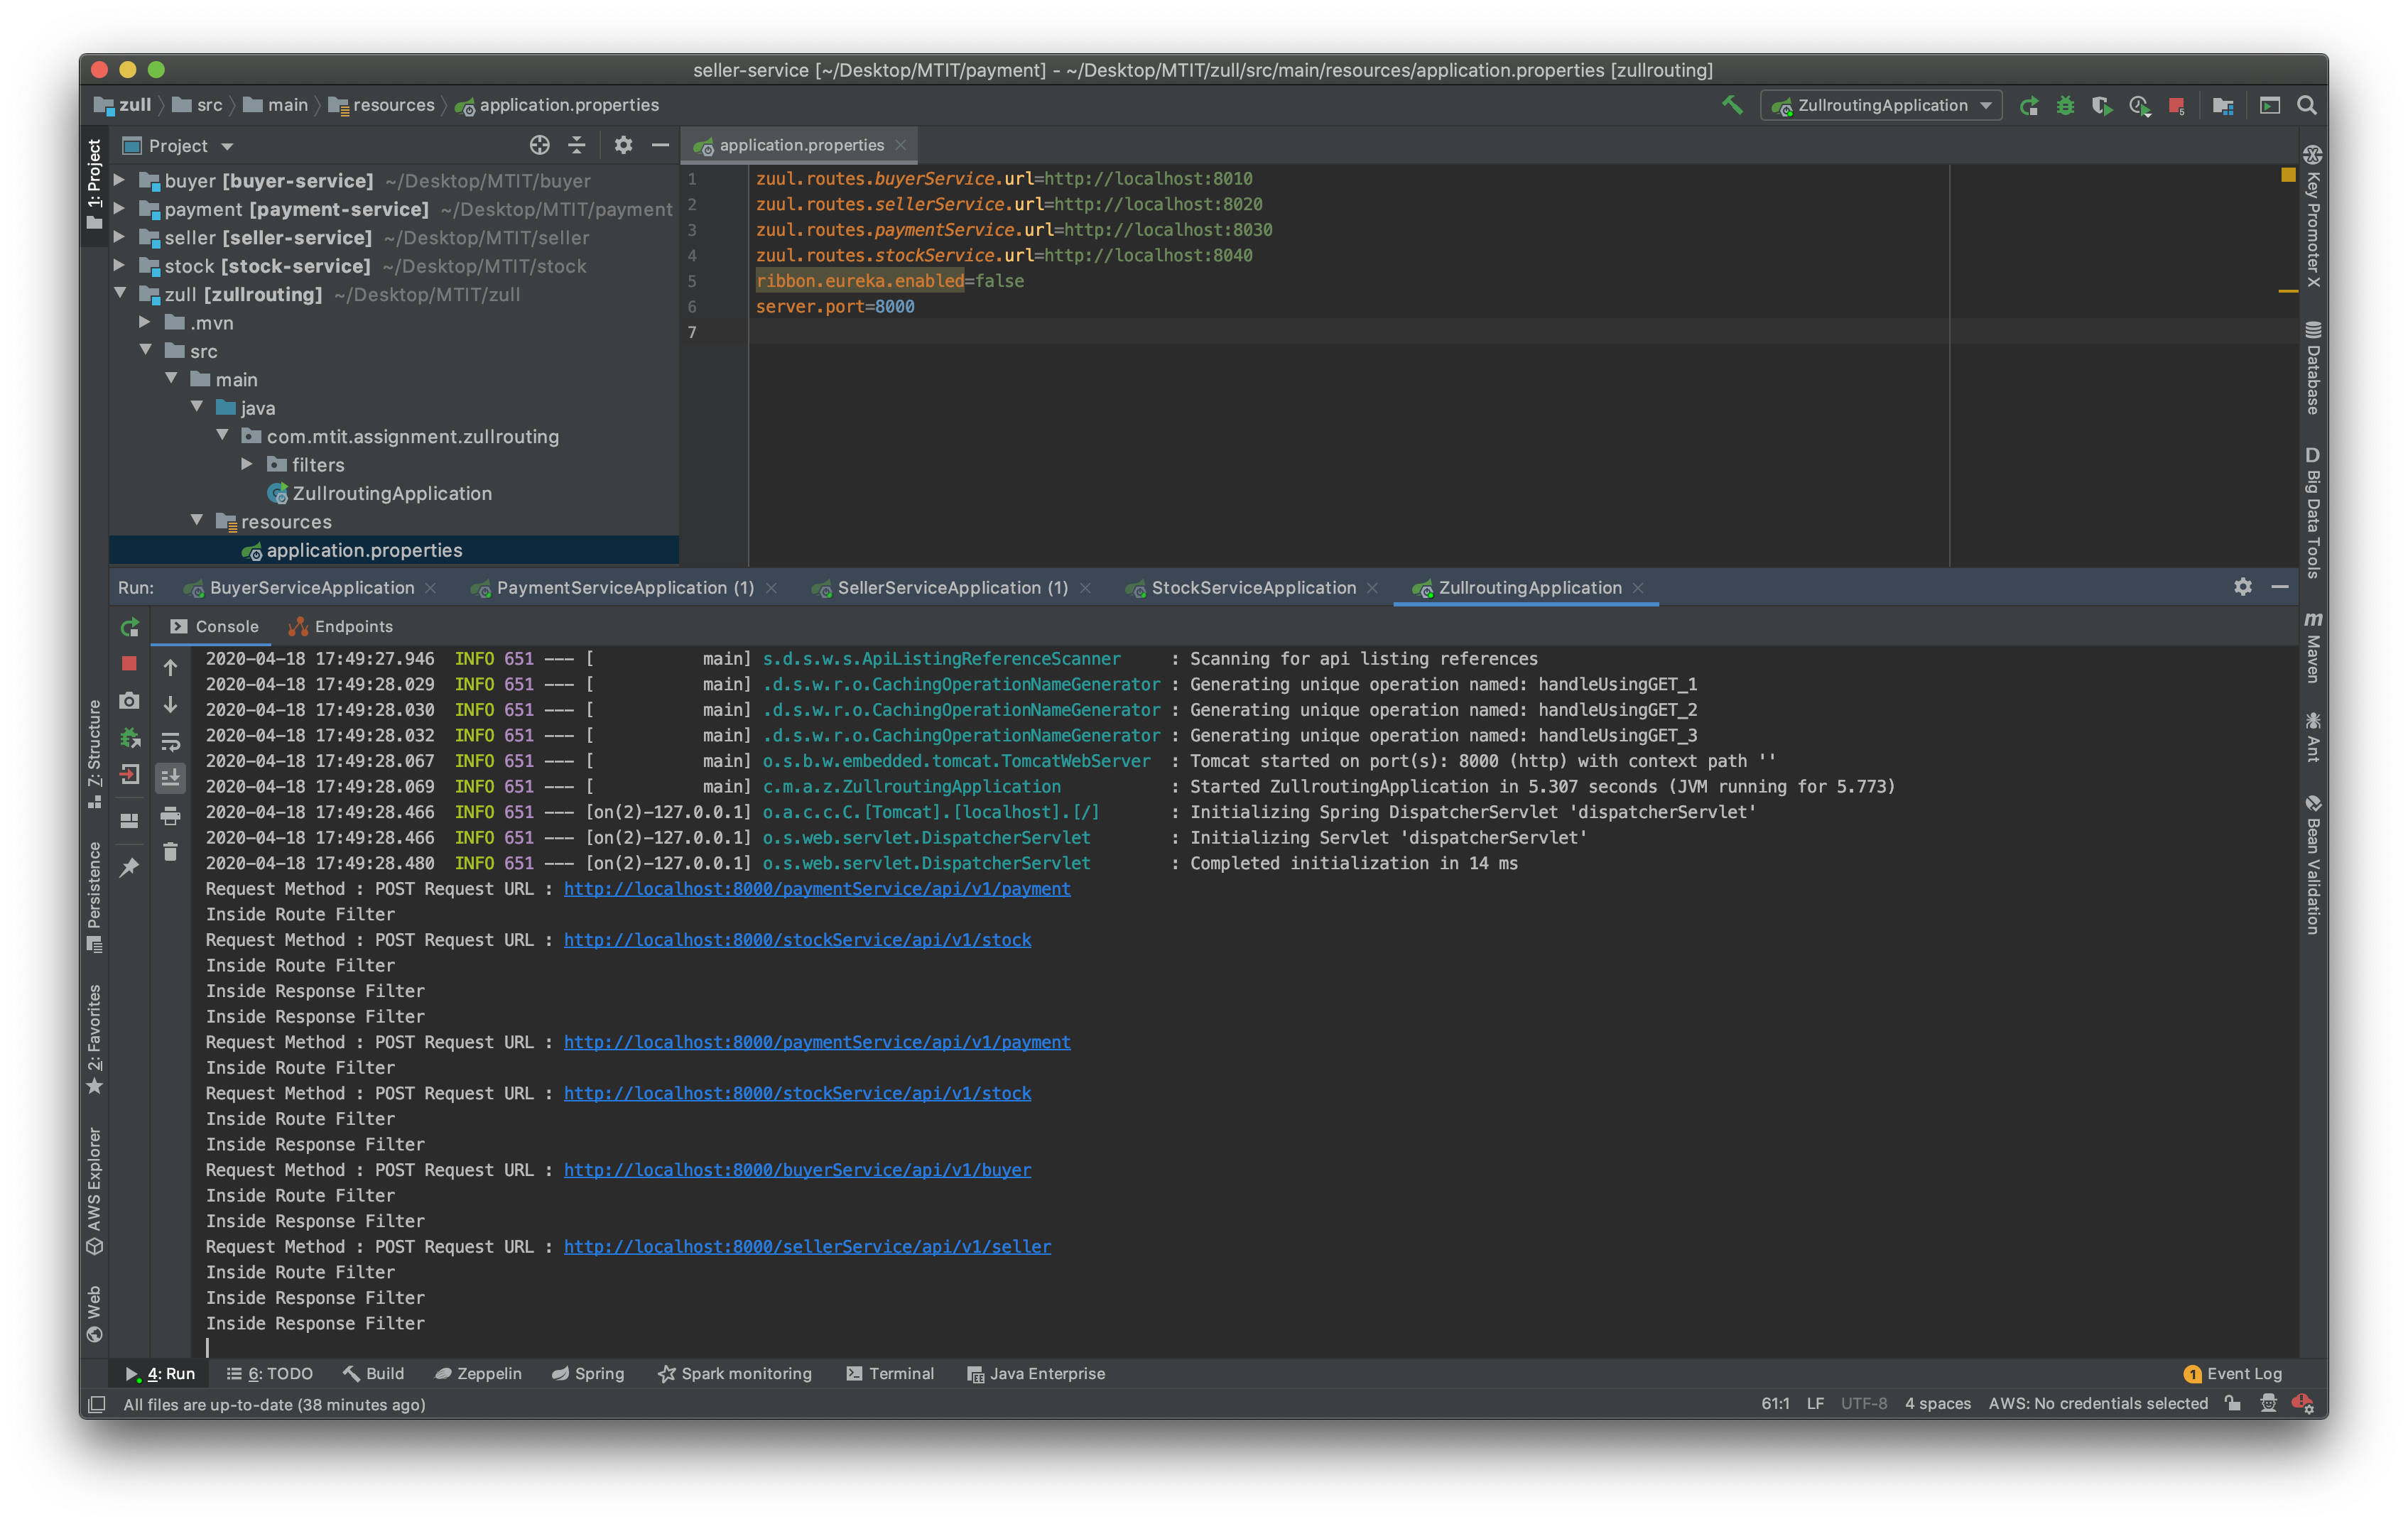 seller-service [~/Desktop/MTIT/payment] - ~/Desktop/MTIT/zull/src/main/resources/application.properties [zullrouting]
zull src main resources application.properties
ZullroutingApplication
1: Project
Project
buyer [buyer-service] ~/Desktop/MTIT/buyer
payment [payment-service] ~/Desktop/MTIT/payment
seller [seller-service] ~/Desktop/MTIT/seller
stock [stock-service] ~/Desktop/MTIT/stock
zull [zullrouting] ~/Desktop/MTIT/zull
.mvn
src
main
java
com.mtit.assignment.zullrouting
filters
ZullroutingApplication
resources
application.properties
application.properties
1 zuul.routes.buyerService.url=http://localhost:8010
2 zuul.routes.sellerService.url=http://localhost:8020
3 zuul.routes.paymentService.url=http://localhost:8030
4 zuul.routes.stockService.url=http://localhost:8040
5 ribbon.eureka.enabled=false
6 server.port=8000
7
Key Promoter X
Database
D Big Data Tools
m Maven
Ant
Bean Validation
Run: BuyerServiceApplication PaymentServiceApplication (1) SellerServiceApplication (1) StockServiceApplication ZullroutingApplication
Console Endpoints
2020-04-18 17:49:27.946 INFO 651 --- [ main] s.d.s.w.s.ApiListingReferenceScanner : Scanning for api listing references
2020-04-18 17:49:28.029 INFO 651 --- [ main] .d.s.w.r.o.CachingOperationNameGenerator : Generating unique operation named: handleUsingGET_1
2020-04-18 17:49:28.030 INFO 651 --- [ main] .d.s.w.r.o.CachingOperationNameGenerator : Generating unique operation named: handleUsingGET_2
2020-04-18 17:49:28.032 INFO 651 --- [ main] .d.s.w.r.o.CachingOperationNameGenerator : Generating unique operation named: handleUsingGET_3
2020-04-18 17:49:28.067 INFO 651 --- [ main] o.s.b.w.embedded.tomcat.TomcatWebServer : Tomcat started on port(s): 8000 (http) with context path ''
2020-04-18 17:49:28.069 INFO 651 --- [ main] c.m.a.z.ZullroutingApplication : Started ZullroutingApplication in 5.307 seconds (JVM running for 5.773)
2020-04-18 17:49:28.466 INFO 651 --- [on(2)-127.0.0.1] o.a.c.c.C.[Tomcat].[localhost].[/] : Initializing Spring DispatcherServlet 'dispatcherServlet'
2020-04-18 17:49:28.466 INFO 651 --- [on(2)-127.0.0.1] o.s.web.servlet.DispatcherServlet : Initializing Servlet 'dispatcherServlet'
2020-04-18 17:49:28.480 INFO 651 --- [on(2)-127.0.0.1] o.s.web.servlet.DispatcherServlet : Completed initialization in 14 ms
Request Method : POST Request URL : http://localhost:8000/paymentService/api/v1/payment
Inside Route Filter
Request Method : POST Request URL : http://localhost:8000/stockService/api/v1/stock
Inside Route Filter
Inside Response Filter
Inside Response Filter
Request Method : POST Request URL : http://localhost:8000/paymentService/api/v1/payment
Inside Route Filter
Request Method : POST Request URL : http://localhost:8000/stockService/api/v1/stock
Inside Route Filter
Inside Response Filter
Request Method : POST Request URL : http://localhost:8000/buyerService/api/v1/buyer
Inside Route Filter
Inside Response Filter
Request Method : POST Request URL : http://localhost:8000/sellerService/api/v1/seller
Inside Route Filter
Inside Response Filter
Inside Response Filter
Z: Structure
Persistence
2: Favorites
AWS Explorer
Web
4: Run 6: TODO Build Zeppelin Spring Spark monitoring Terminal Java Enterprise 1 Event Log
All files are up-to-date (38 minutes ago) 61:1 LF UTF-8 4 spaces AWS: No credentials selected